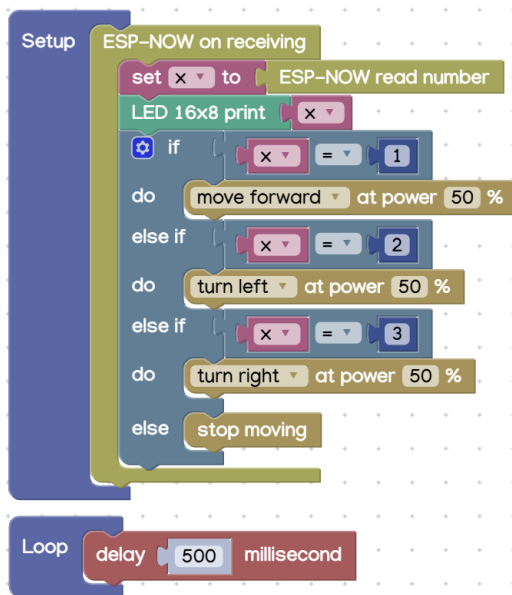 Setup ESP-NOW on receiving
set x to ESP-NOW read number
LED 16x8 print x
if x = 1
do move forward at power 50 %
else if x = 2
do turn left at power 50 %
else if x = 3
do turn right at power 50 %
else stop moving
Loop delay 500 millisecond